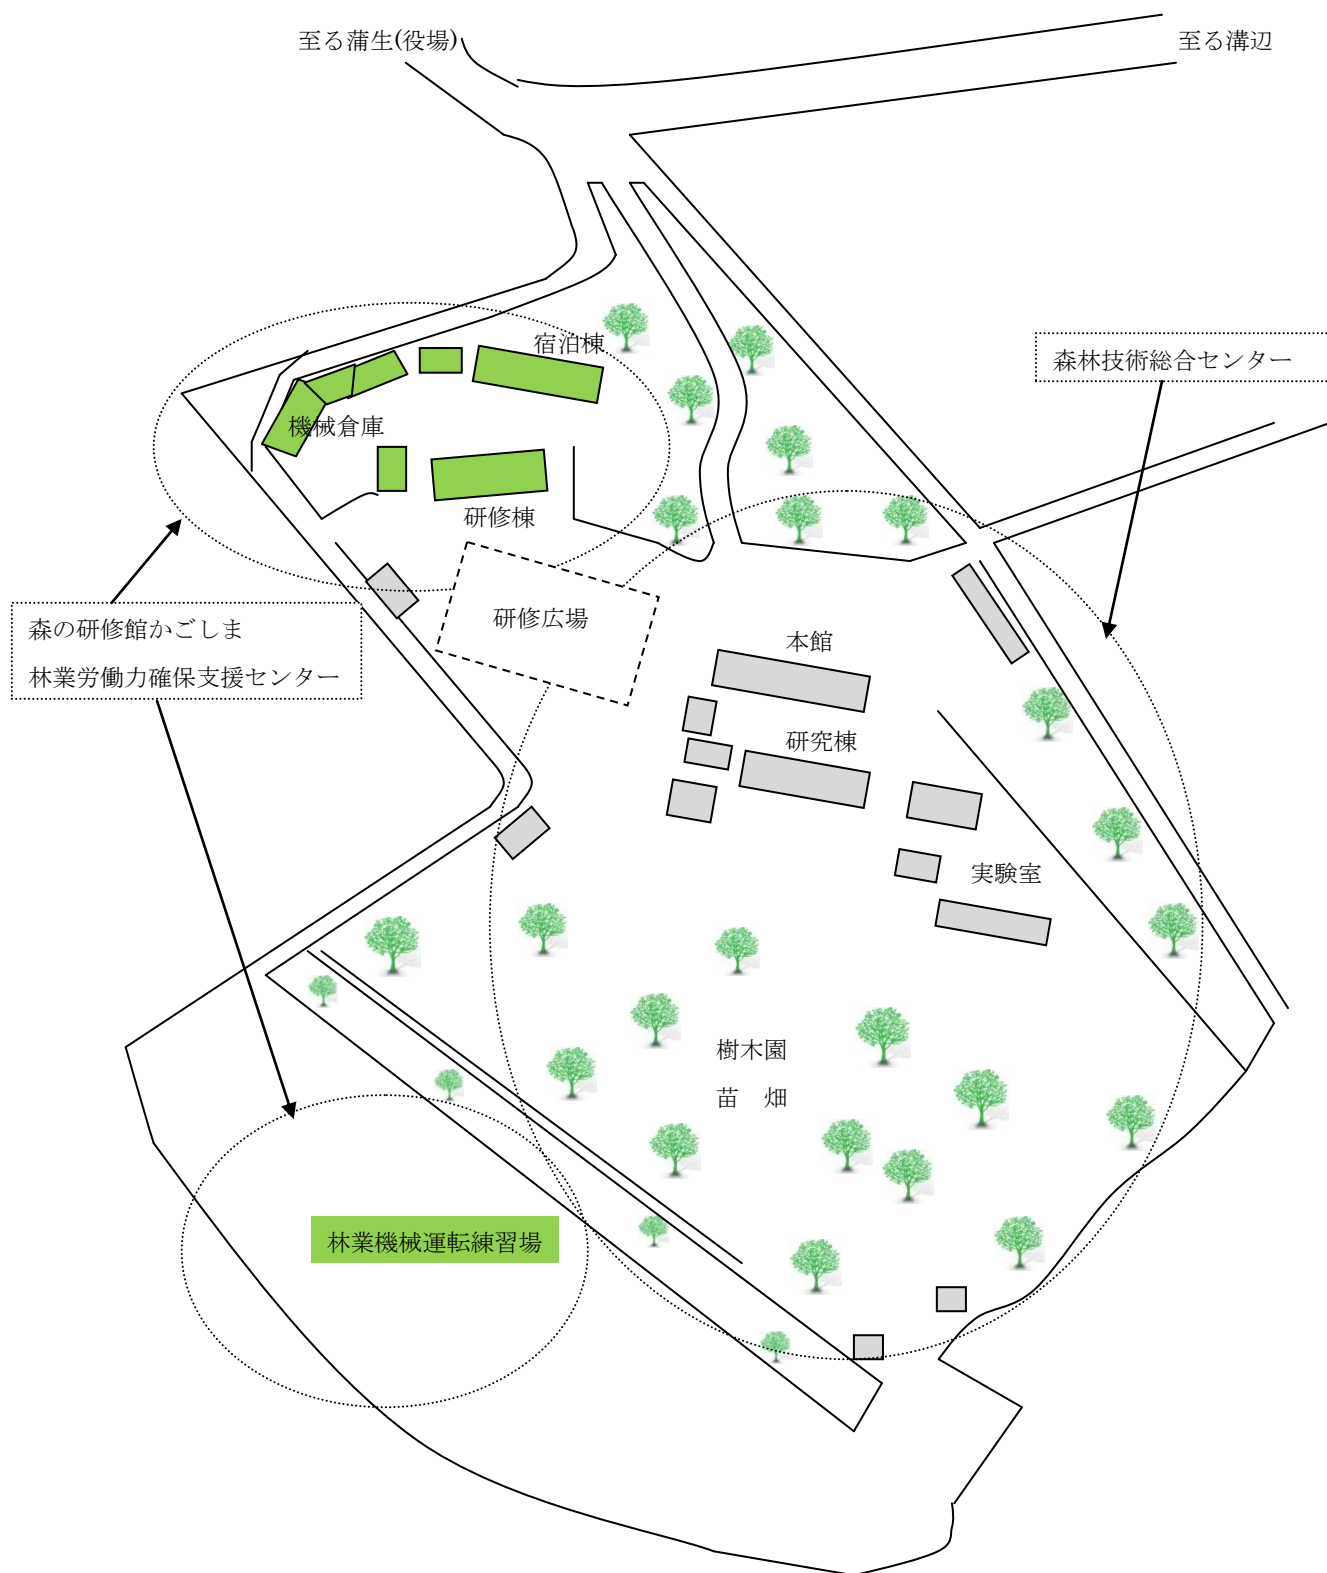 至る蒲生(役場)
至る溝辺
宿泊棟
森林技術総合センター
機械倉庫
研修棟
研修広場
森の研修館かごしま
林業労働力確保支援センター
本館
研究棟
実験室
樹木園
苗　畑
林業機械運転練習場